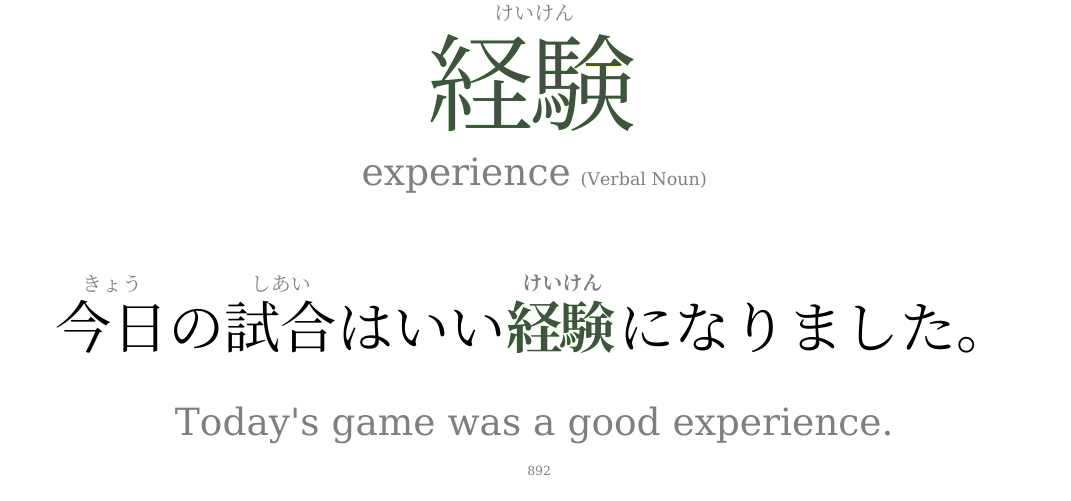 けいけん
経験
experience (Verbal Noun)
きょう しあい けいけん
今日の試合はいい経験になりました。
Today's game was a good experience.
892